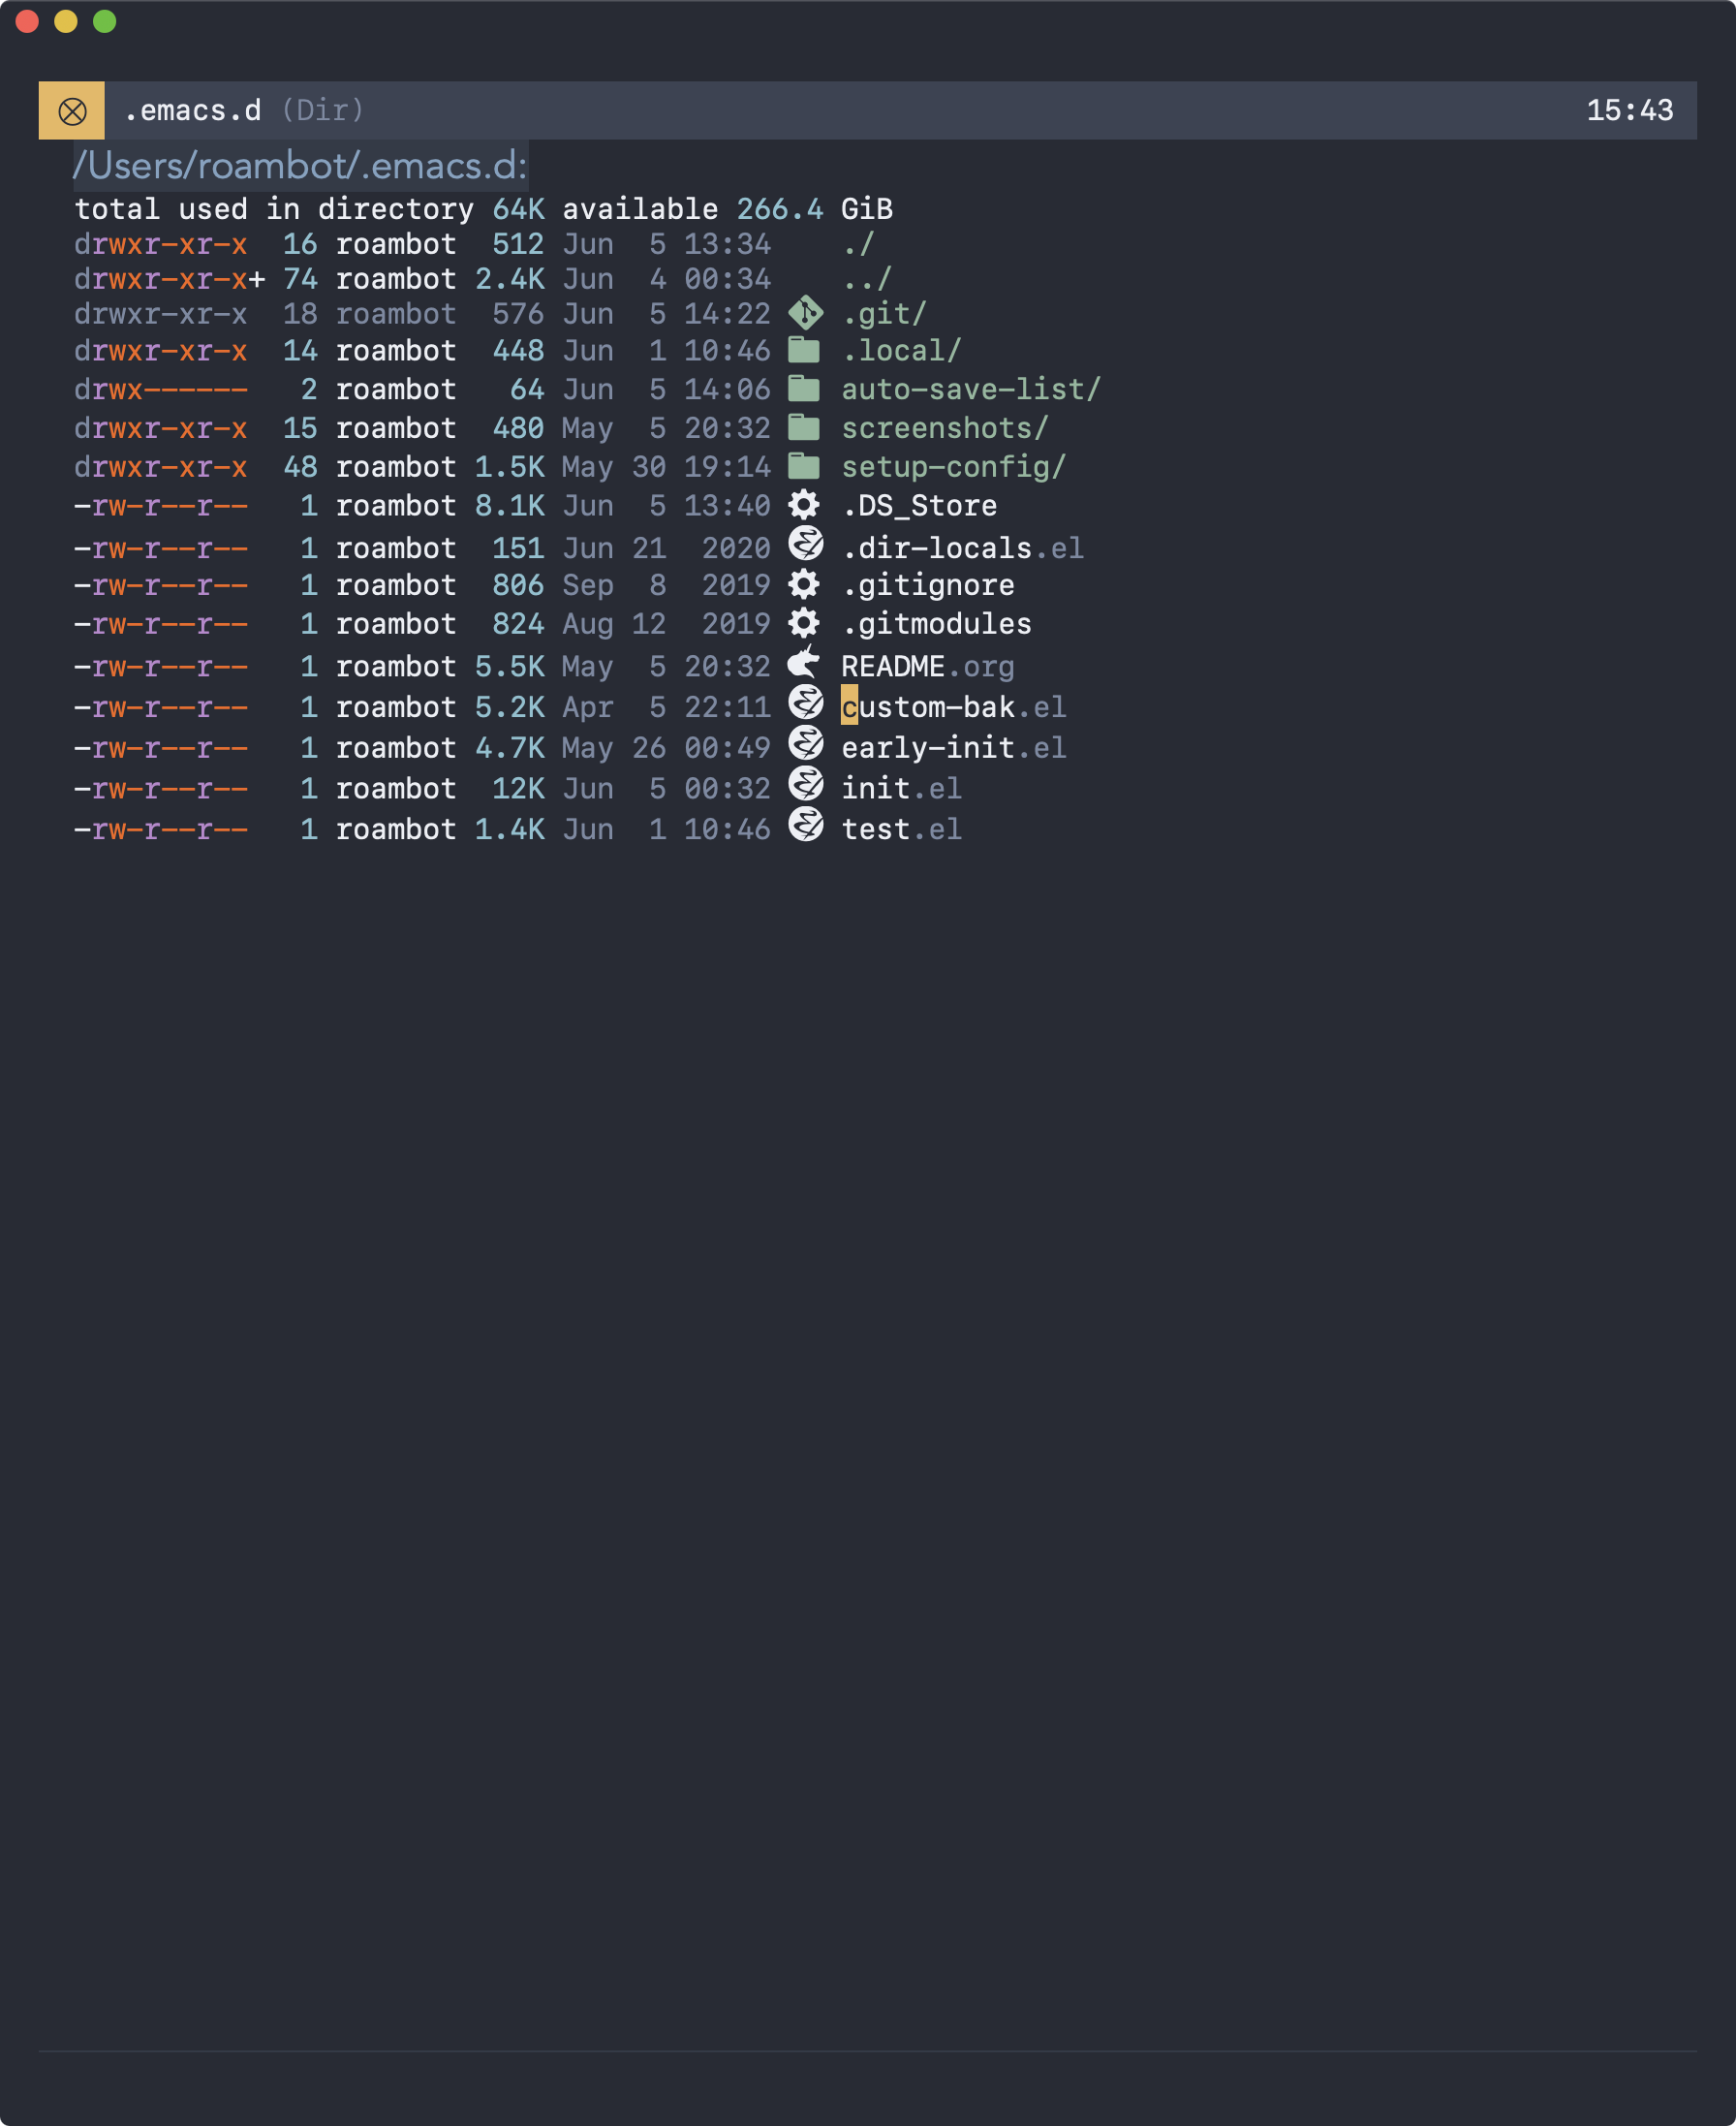 .emacs.d (Dir) 15:43
/Users/roambot/.emacs.d:
total used in directory 64K available 266.4 GiB
drwxr-xr-x  16 roambot  512 Jun  5 13:34    ./
drwxr-xr-x+ 74 roambot 2.4K Jun  4 00:34    ../
drwxr-xr-x  18 roambot  576 Jun  5 14:22    .git/
drwxr-xr-x  14 roambot  448 Jun  1 10:46    .local/
drwx------   2 roambot   64 Jun  5 14:06    auto-save-list/
drwxr-xr-x  15 roambot  480 May  5 20:32    screenshots/
drwxr-xr-x  48 roambot 1.5K May 30 19:14    setup-config/
-rw-r--r--   1 roambot 8.1K Jun  5 13:40    .DS_Store
-rw-r--r--   1 roambot  151 Jun 21  2020    .dir-locals.el
-rw-r--r--   1 roambot  806 Sep  8  2019    .gitignore
-rw-r--r--   1 roambot  824 Aug 12  2019    .gitmodules
-rw-r--r--   1 roambot 5.5K May  5 20:32    README.org
-rw-r--r--   1 roambot 5.2K Apr  5 22:11    custom-bak.el
-rw-r--r--   1 roambot 4.7K May 26 00:49    early-init.el
-rw-r--r--   1 roambot  12K Jun  5 00:32    init.el
-rw-r--r--   1 roambot 1.4K Jun  1 10:46    test.el